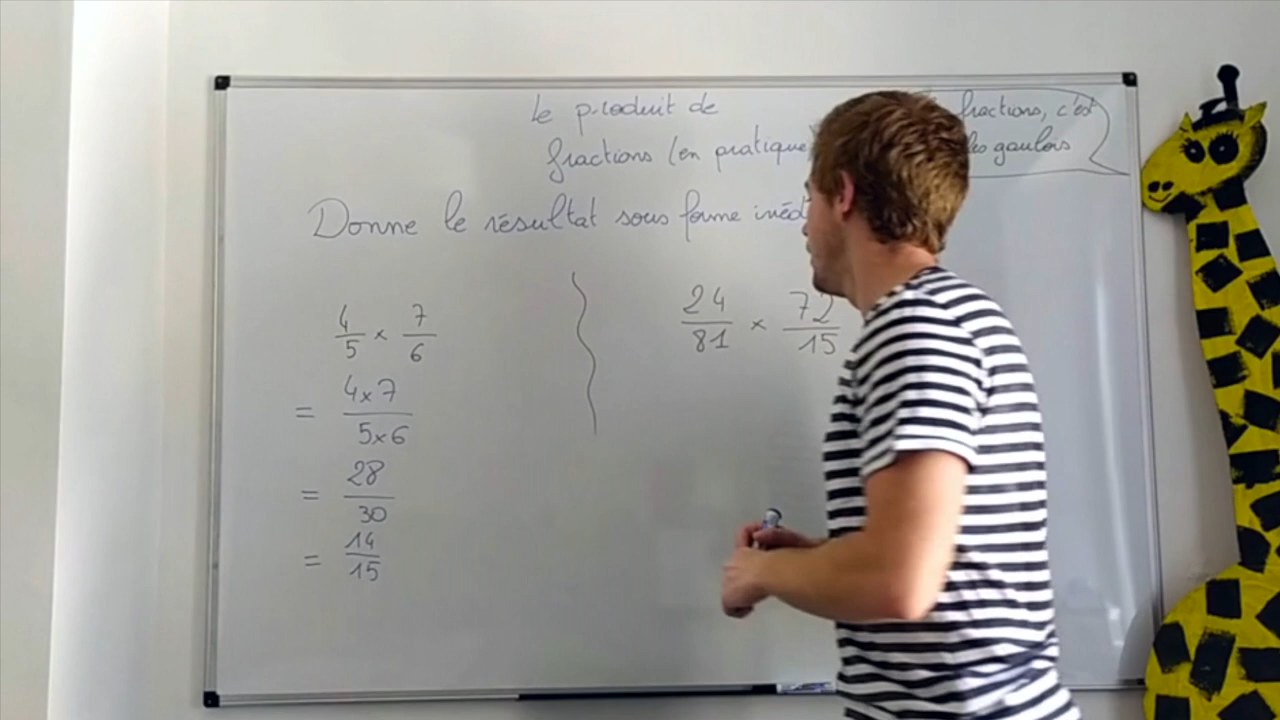 Le produit de
fractions (en pratique
fractions, c'est
les gaulois
Donne le résultat sous forme
4/5 × 7/6
= 4×7/5×6
= 28/30
= 14/15
24/81 × 72/15